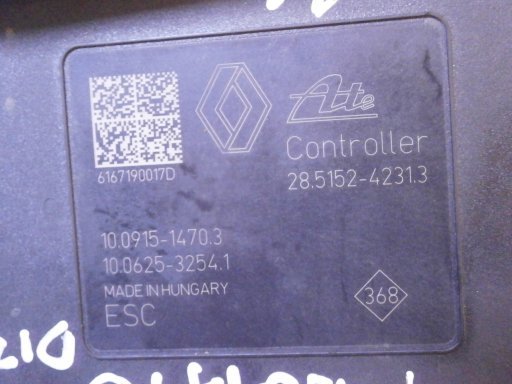 Ate
Controller
6167190017D
28.5152-4231.3
10.0915-1470.3
10.0625-3254.1
MADE IN HUNGARY
368
ESC